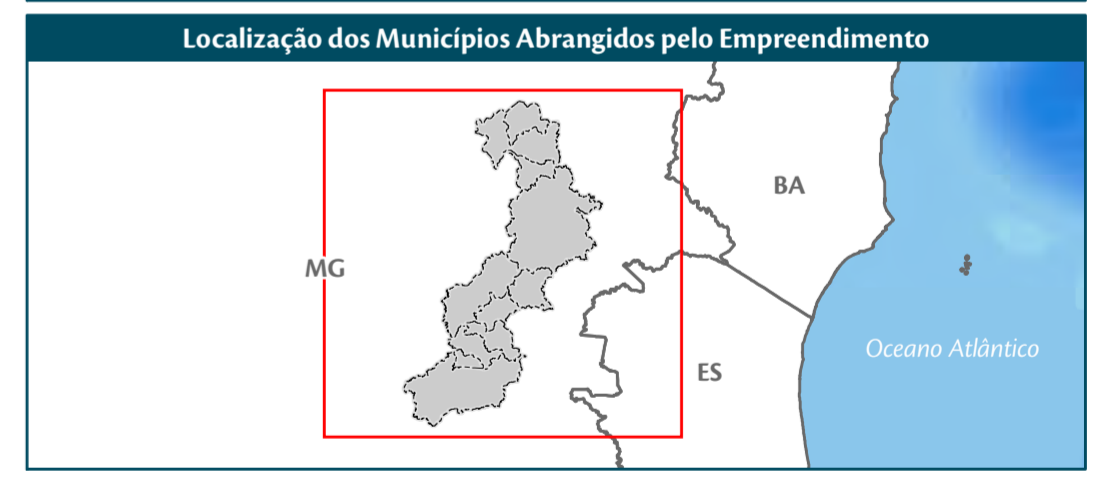 Localização dos Municípios Abrangidos pelo Empreendimento
BA
MG
Oceano Atlântico
ES